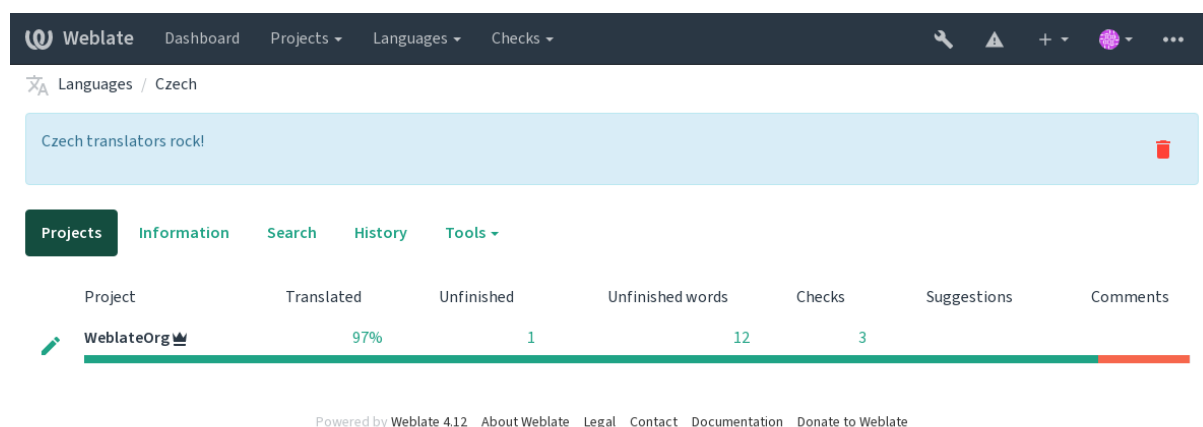 Weblate Dashboard Projects Languages Checks + •••
Languages / Czech
Czech translators rock!
Projects Information Search History Tools
Project Translated Unfinished Unfinished words Checks Suggestions Comments
WeblateOrg 97% 1 12 3
Powered by Weblate 4.12 About Weblate Legal Contact Documentation Donate to Weblate